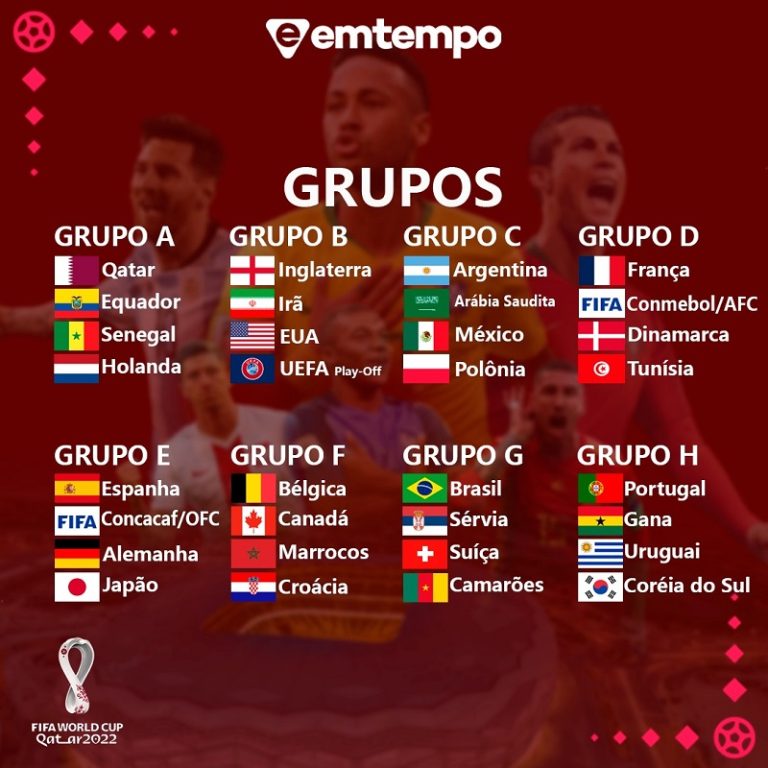 emtempo
GRUPOS
GRUPO A
Qatar
Equador
Senegal
Holanda
GRUPO B
Inglaterra
Irã
EUA
UEFA Play-Off
GRUPO C
Argentina
Arábia Saudita
México
Polônia
GRUPO D
França
FIFA Conmebol/AFC
Dinamarca
Tunísia
GRUPO E
Espanha
FIFA Concacaf/OFC
Alemanha
Japão
GRUPO F
Bélgica
Canadá
Marrocos
Croácia
GRUPO G
Brasil
Sérvia
Suíça
Camarões
GRUPO H
Portugal
Gana
Uruguai
Coréia do Sul
FIFA WORLD CUP
Qatar2022